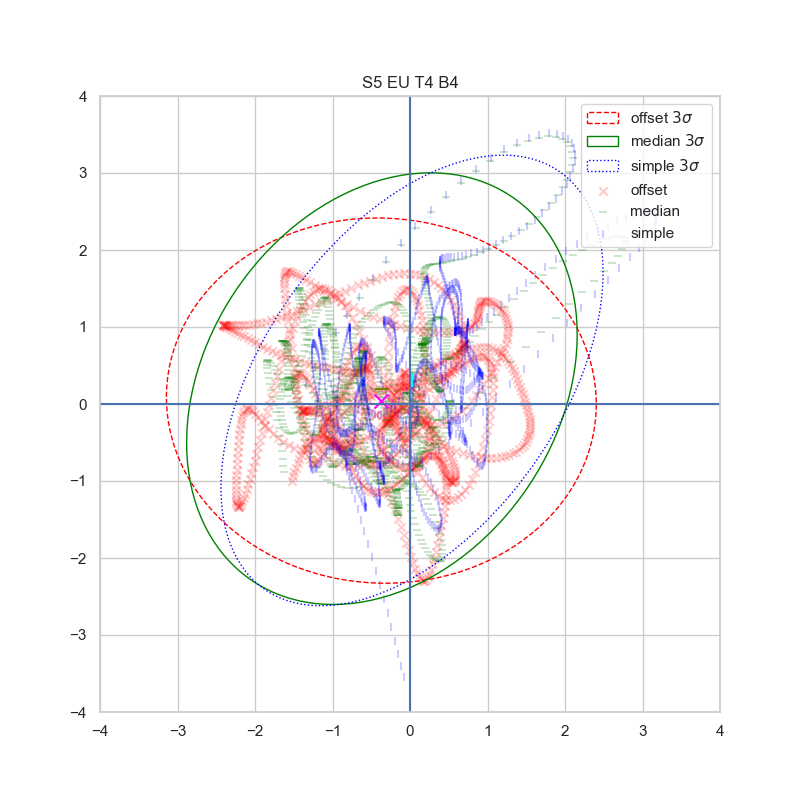 S5 EU T4 B4
4
3
2
1
0
−1
−2
−3
−4
−4
−3
−2
−1
0
1
2
3
4
offset 3σ
median 3σ
simple 3σ
offset
median
simple